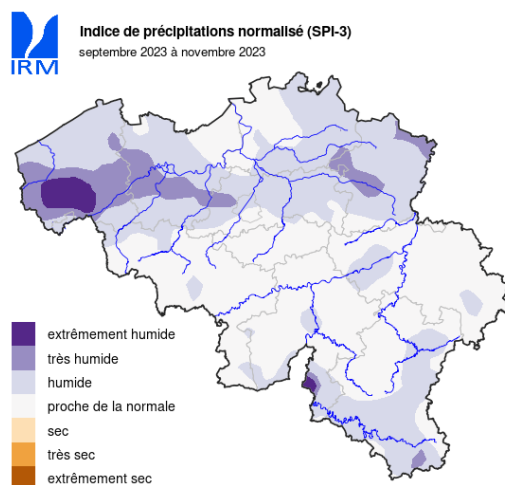 Indice de précipitations normalisé (SPI-3)
septembre 2023 à novembre 2023
IRM
extrêmement humide
très humide
humide
proche de la normale
sec
très sec
extrêmement sec